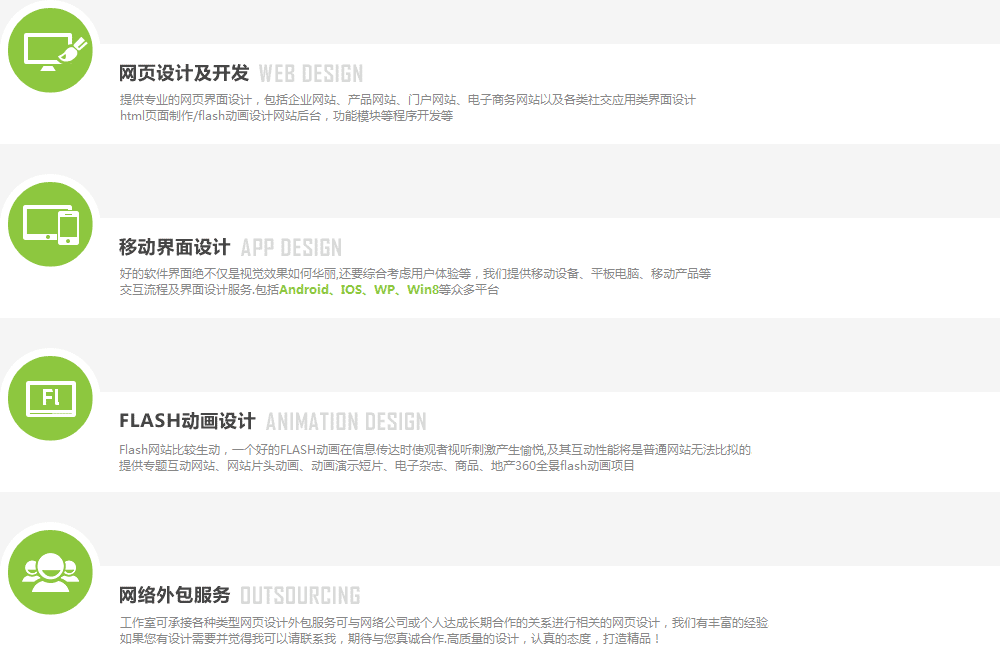 网页设计及开发 WEB DESIGN
提供专业的网页界面设计，包括企业网站、产品网站、门户网站、电子商务网站以及各类社交应用类界面设计
html页面制作/flash动画设计网站后台，功能模块等程序开发等
移动界面设计 APP DESIGN
好的软件界面绝不仅是视觉效果如何华丽,还要综合考虑用户体验等，我们提供移动设备、平板电脑、移动产品等
交互流程及界面设计服务.包括Android、IOS、WP、Win8等众多平台
Fl
FLASH动画设计 ANIMATION DESIGN
Flash网站比较生动，一个好的FLASH动画在信息传达时使观者视听刺激产生愉悦,及其互动性能将是普通网站无法比拟的
提供专题互动网站、网站片头动画、动画演示短片、电子杂志、商品、地产360全景flash动画项目
网络外包服务 OUTSOURCING
工作室可承接各种类型网页设计外包服务可与网络公司或个人达成长期合作的关系进行相关的网页设计，我们有丰富的经验
如果您有设计需要并觉得我可以请联系我，期待与您真诚合作.高质量的设计，认真的态度，打造精品！